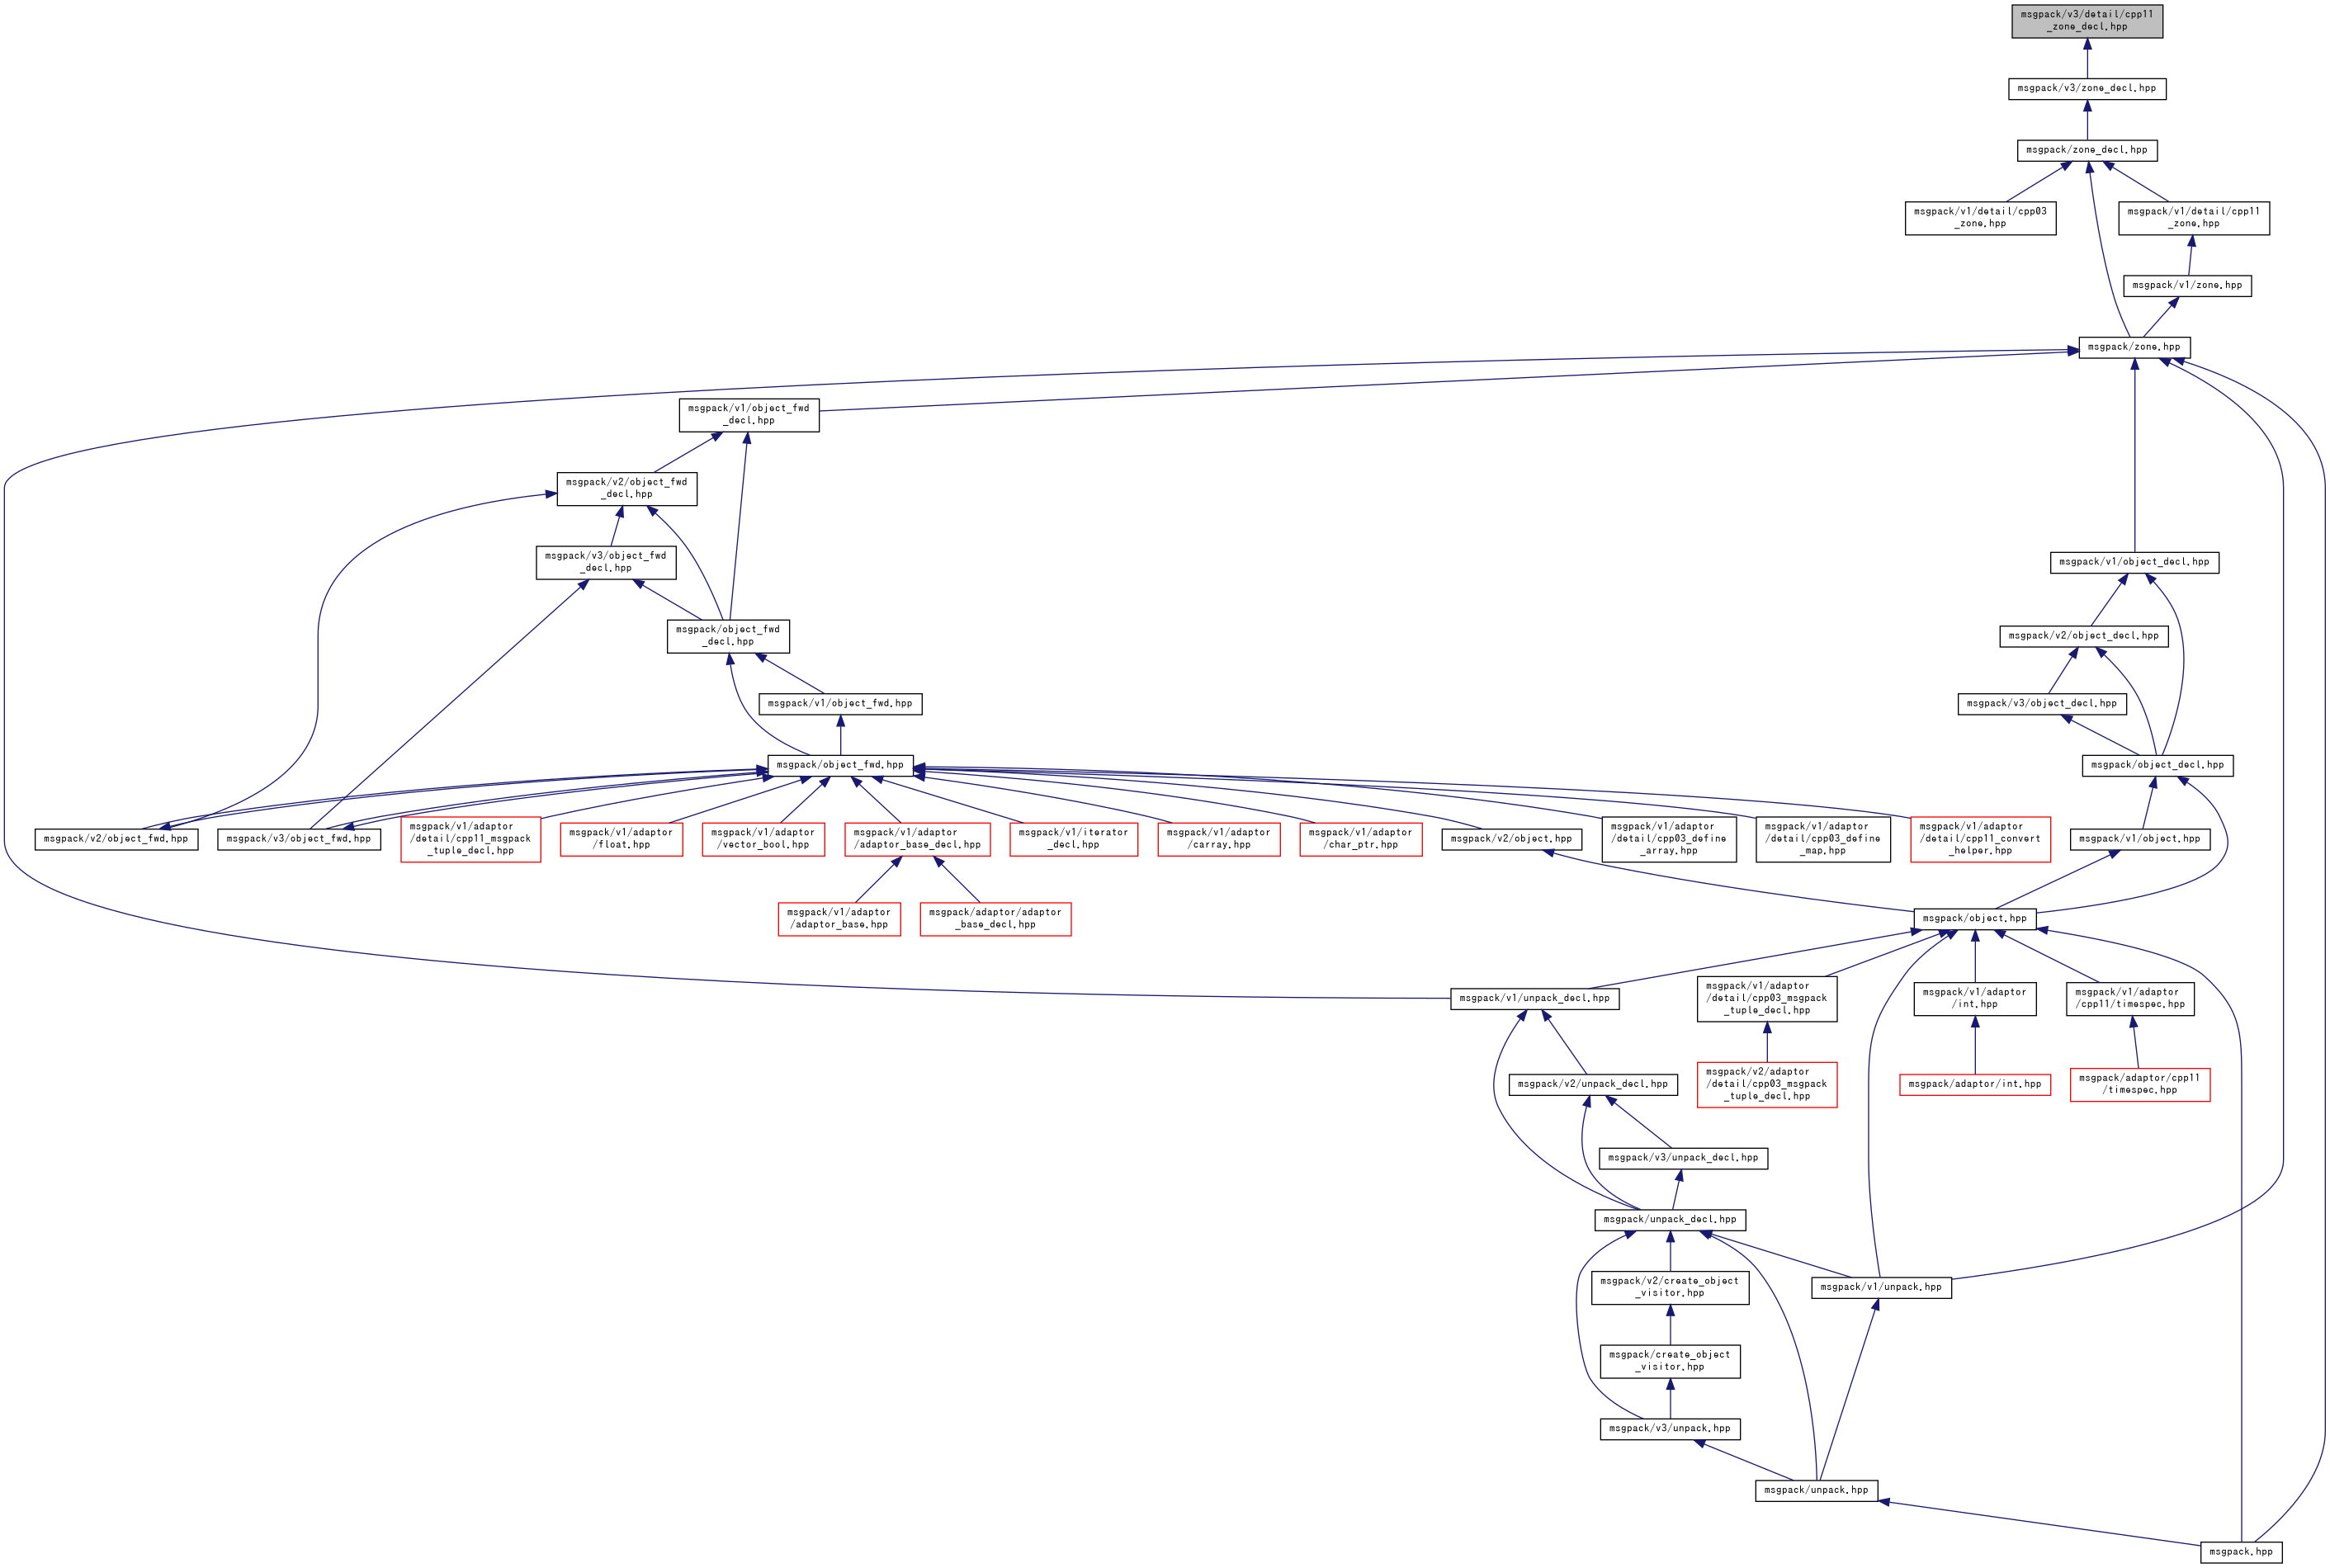 msgpack/v3/detail/cpp11
_zone_decl.hpp
msgpack/v3/zone_decl.hpp
msgpack/zone_decl.hpp
msgpack/v1/detail/cpp03
_zone.hpp
msgpack/v1/detail/cpp11
_zone.hpp
msgpack/v1/zone.hpp
msgpack/zone.hpp
msgpack/v1/object_fwd
_decl.hpp
msgpack/v2/object_fwd
_decl.hpp
msgpack/v3/object_fwd
_decl.hpp
msgpack/v1/object_decl.hpp
msgpack/object_fwd
_decl.hpp
msgpack/v2/object_decl.hpp
msgpack/v1/object_fwd.hpp
msgpack/v3/object_decl.hpp
msgpack/object_fwd.hpp
msgpack/object_decl.hpp
msgpack/v2/object_fwd.hpp
msgpack/v3/object_fwd.hpp
msgpack/v1/adaptor
/detail/cpp11_msgpack
_tuple_decl.hpp
msgpack/v1/adaptor
/float.hpp
msgpack/v1/adaptor
/vector_bool.hpp
msgpack/v1/adaptor
/adaptor_base_decl.hpp
msgpack/v1/iterator
_decl.hpp
msgpack/v1/adaptor
/carray.hpp
msgpack/v1/adaptor
/char_ptr.hpp
msgpack/v2/object.hpp
msgpack/v1/adaptor
/detail/cpp03_define
_array.hpp
msgpack/v1/adaptor
/detail/cpp03_define
_map.hpp
msgpack/v1/adaptor
/detail/cpp11_convert
_helper.hpp
msgpack/v1/object.hpp
msgpack/v1/adaptor
/adaptor_base.hpp
msgpack/adaptor/adaptor
_base_decl.hpp
msgpack/object.hpp
msgpack/v1/unpack_decl.hpp
msgpack/v1/adaptor
/detail/cpp03_msgpack
_tuple_decl.hpp
msgpack/v1/adaptor
/int.hpp
msgpack/v1/adaptor
/cpp11/timespec.hpp
msgpack/v2/unpack_decl.hpp
msgpack/v2/adaptor
/detail/cpp03_msgpack
_tuple_decl.hpp
msgpack/adaptor/int.hpp
msgpack/adaptor/cpp11
/timespec.hpp
msgpack/v3/unpack_decl.hpp
msgpack/unpack_decl.hpp
msgpack/v2/create_object
_visitor.hpp
msgpack/v1/unpack.hpp
msgpack/create_object
_visitor.hpp
msgpack/v3/unpack.hpp
msgpack/unpack.hpp
msgpack.hpp